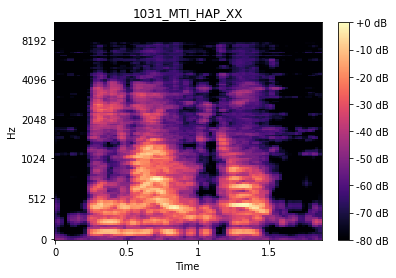 1031_MTI_HAP_XX
8192
4096
2048
1024
512
0
Hz
0
0.5
1
1.5
Time
+0 dB
-10 dB
-20 dB
-30 dB
-40 dB
-50 dB
-60 dB
-70 dB
-80 dB